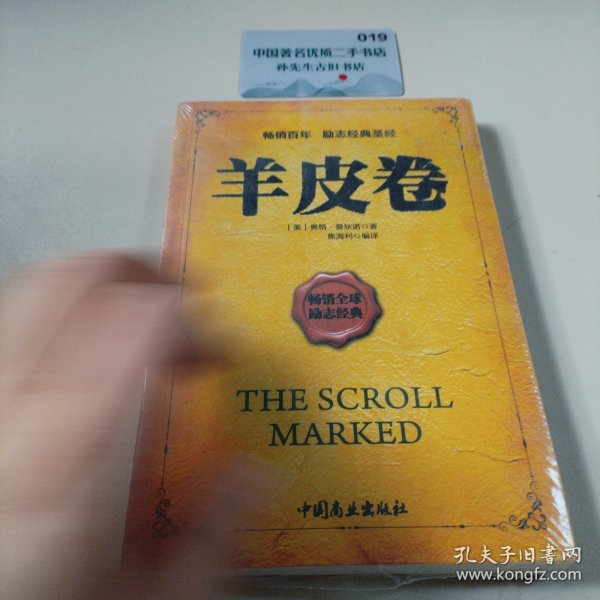 019
中国著名优质二手书店
孙先生古旧书店
畅销百年 励志经典圣经
羊皮卷
[美]奥格·曼狄诺◎著
焦海利◎编译
畅销全球
励志经典
THE SCROLL
MARKED
中国商业出版社
孔夫子旧书网
www.kongfz.com